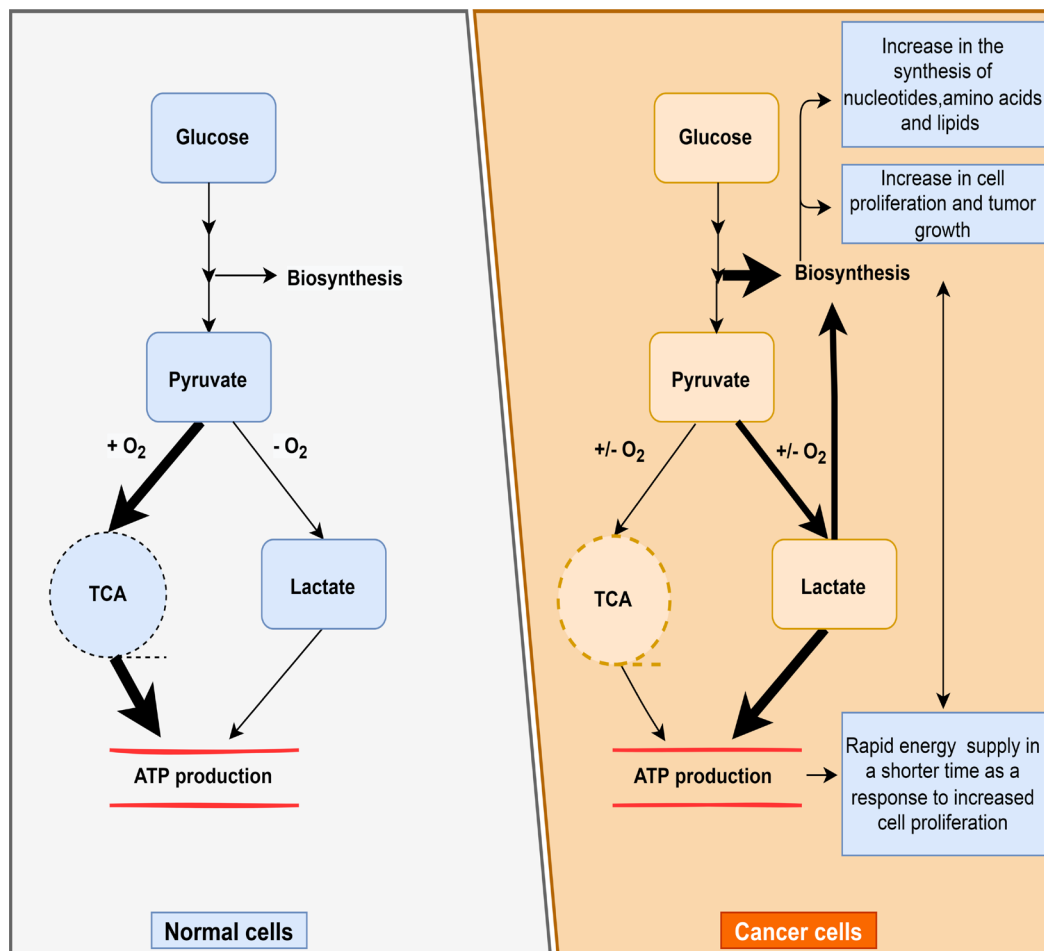 Glucose
Biosynthesis
Pyruvate
+ O₂
- O₂
TCA
Lactate
ATP production
Normal cells
Increase in the
synthesis of
nucleotides,amino acids
and lipids
Glucose
Increase in cell
proliferation and tumor
growth
Biosynthesis
Pyruvate
+/- O₂
+/- O₂
TCA
Lactate
ATP production
Rapid energy supply in
a shorter time as a
response to increased
cell proliferation
Cancer cells